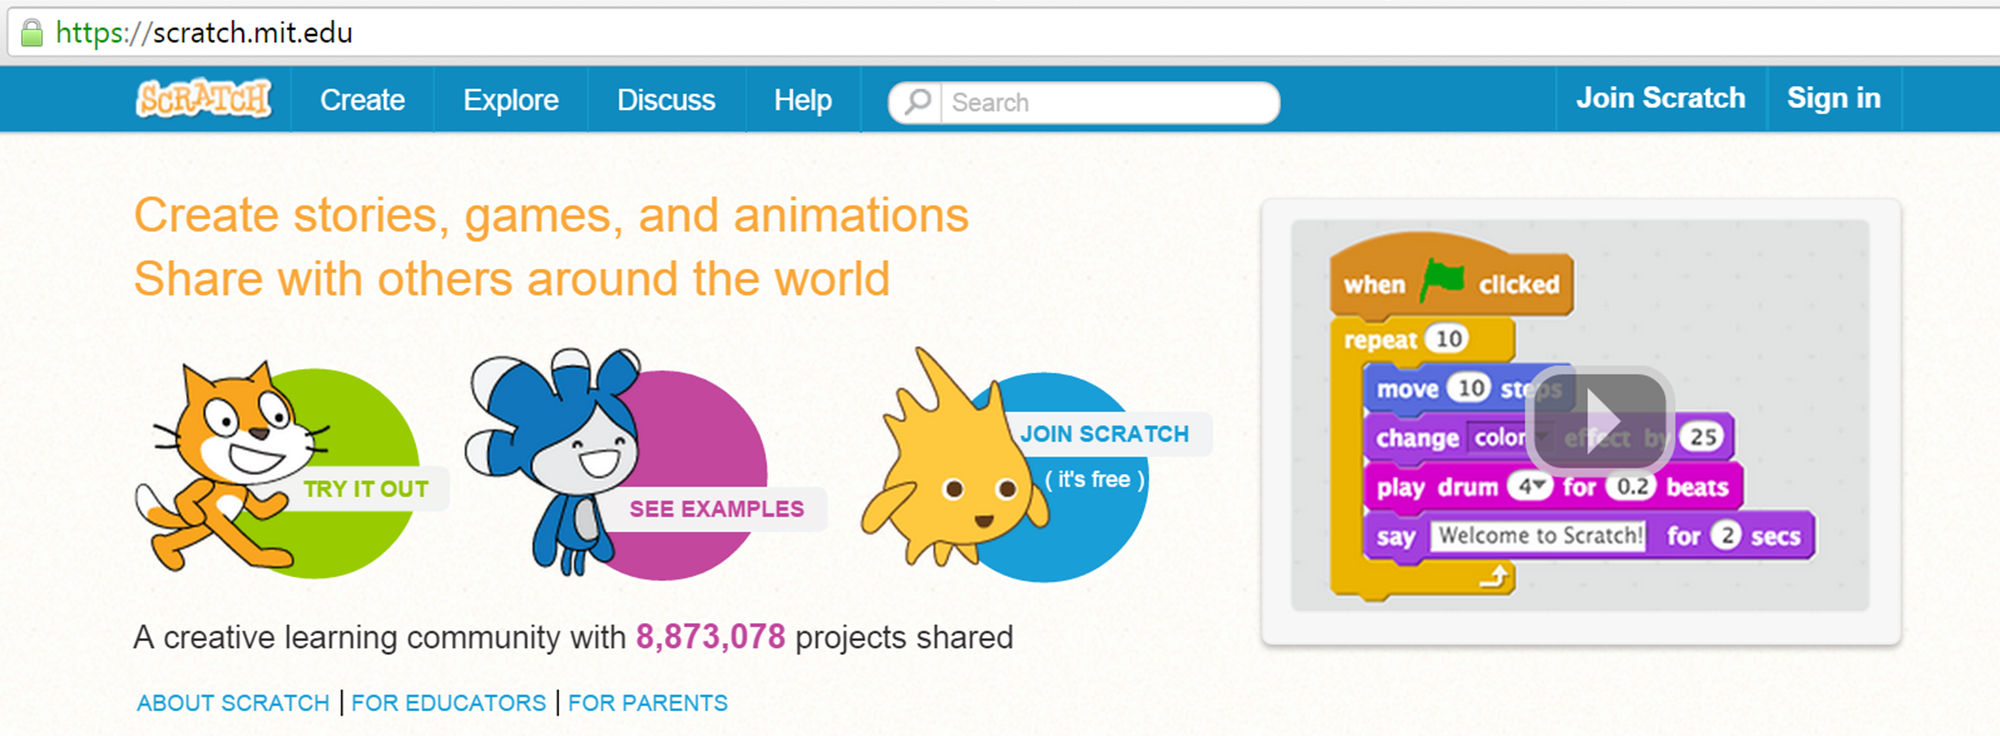 https://scratch.mit.edu
SCRATCH Create Explore Discuss Help Search Join Scratch Sign in
Create stories, games, and animations
Share with others around the world
TRY IT OUT
SEE EXAMPLES
JOIN SCRATCH
( it's free )
A creative learning community with 8,873,078 projects shared
ABOUT SCRATCH | FOR EDUCATORS | FOR PARENTS
when clicked
repeat 10
move 10 steps
change color effect by 25
play drum 4 for 0.2 beats
say Welcome to Scratch! for 2 secs